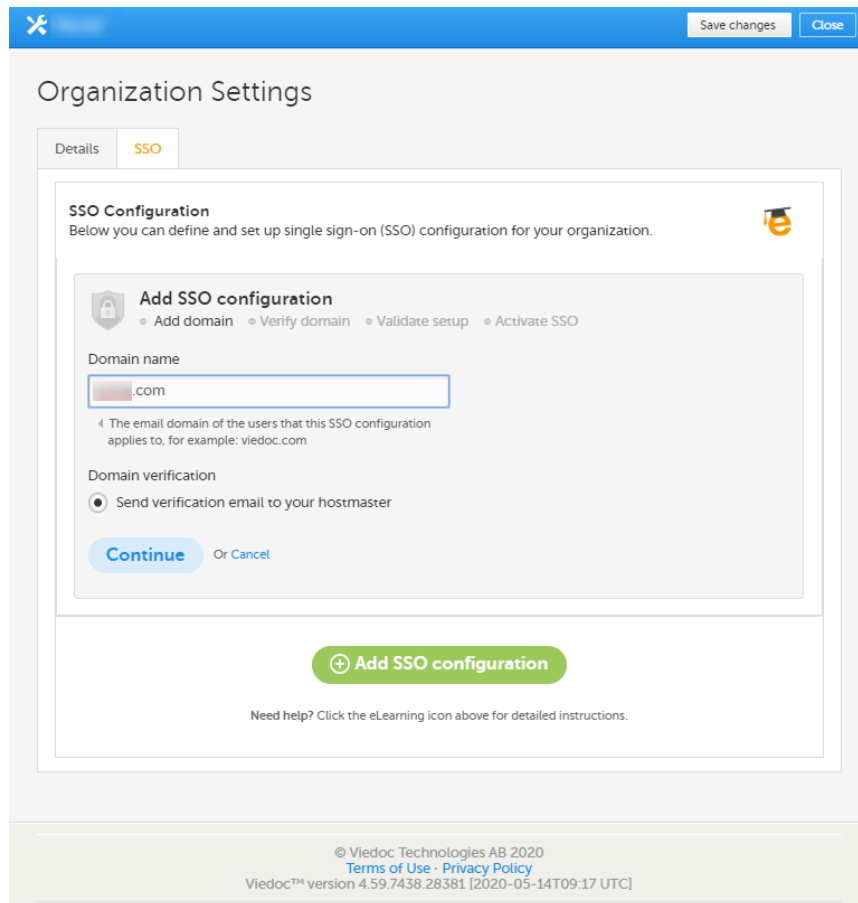 Save changes Close
Organization Settings
Details SSO
SSO Configuration
Below you can define and set up single sign-on (SSO) configuration for your organization.
Add SSO configuration
Add domain Verify domain Validate setup Activate SSO
Domain name
.com
The email domain of the users that this SSO configuration
applies to, for example: viedoc.com
Domain verification
Send verification email to your hostmaster
Continue Or Cancel
Add SSO configuration
Need help? Click the eLearning icon above for detailed instructions.
© Viedoc Technologies AB 2020
Terms of Use · Privacy Policy
Viedoc™ version 4.59.7438.28381 [2020-05-14T09:17 UTC]